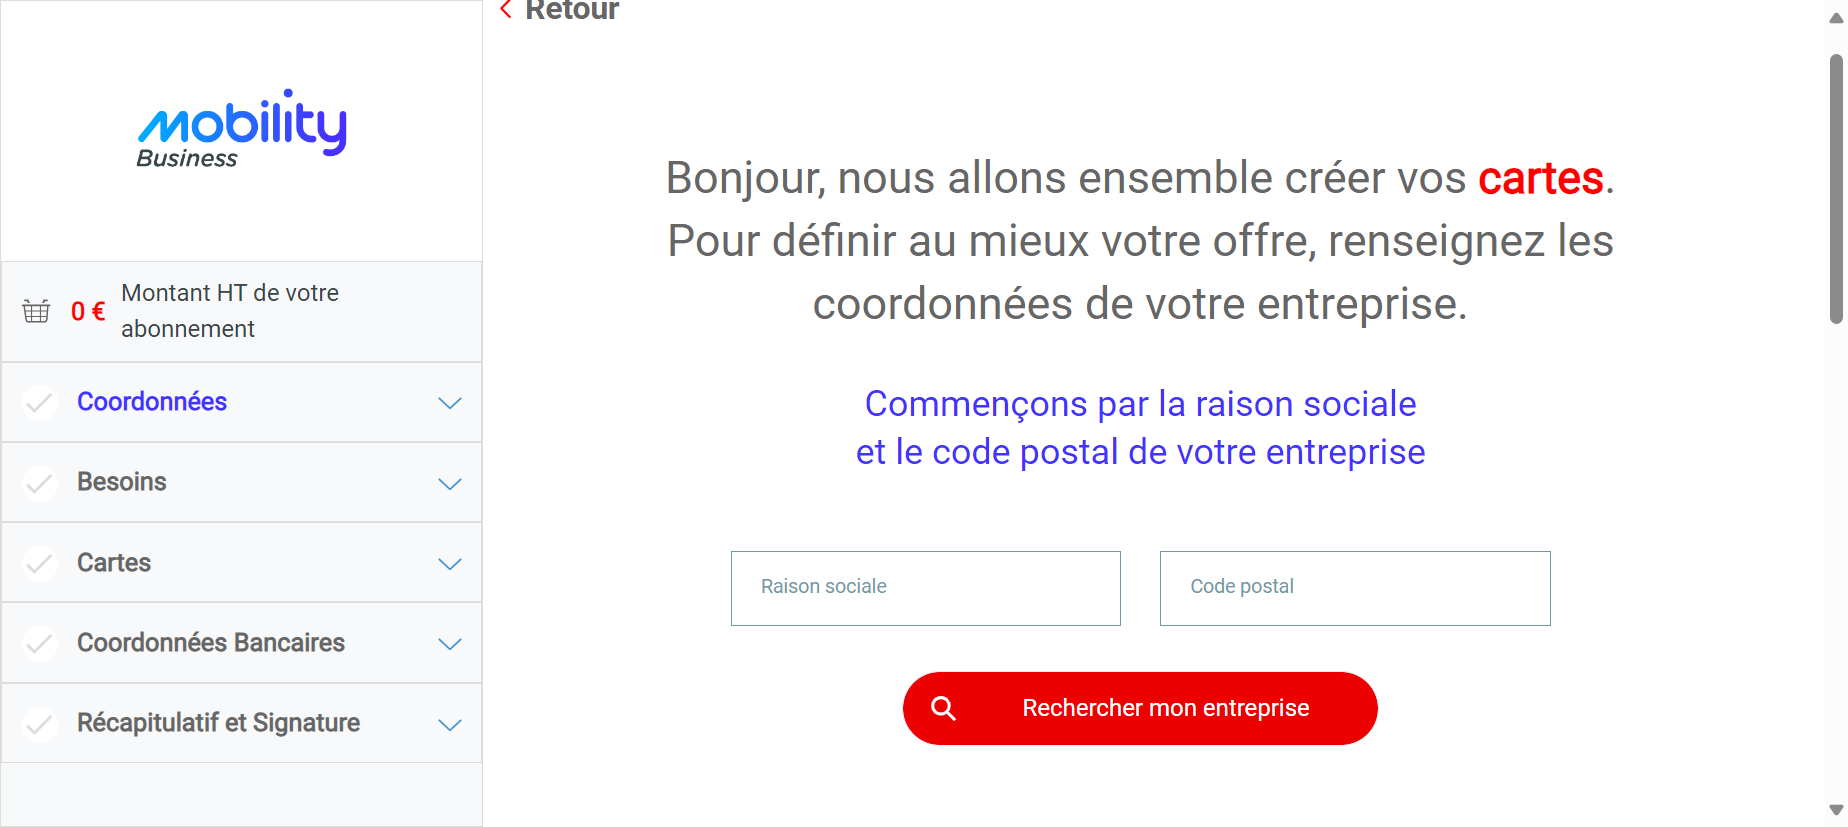 Retour
mobility
Business
0 €
Montant HT de votre
abonnement
Coordonnées
Besoins
Cartes
Coordonnées Bancaires
Récapitulatif et Signature
Bonjour, nous allons ensemble créer vos cartes.
Pour définir au mieux votre offre, renseignez les
coordonnées de votre entreprise.
Commençons par la raison sociale
et le code postal de votre entreprise
Raison sociale
Code postal
Rechercher mon entreprise